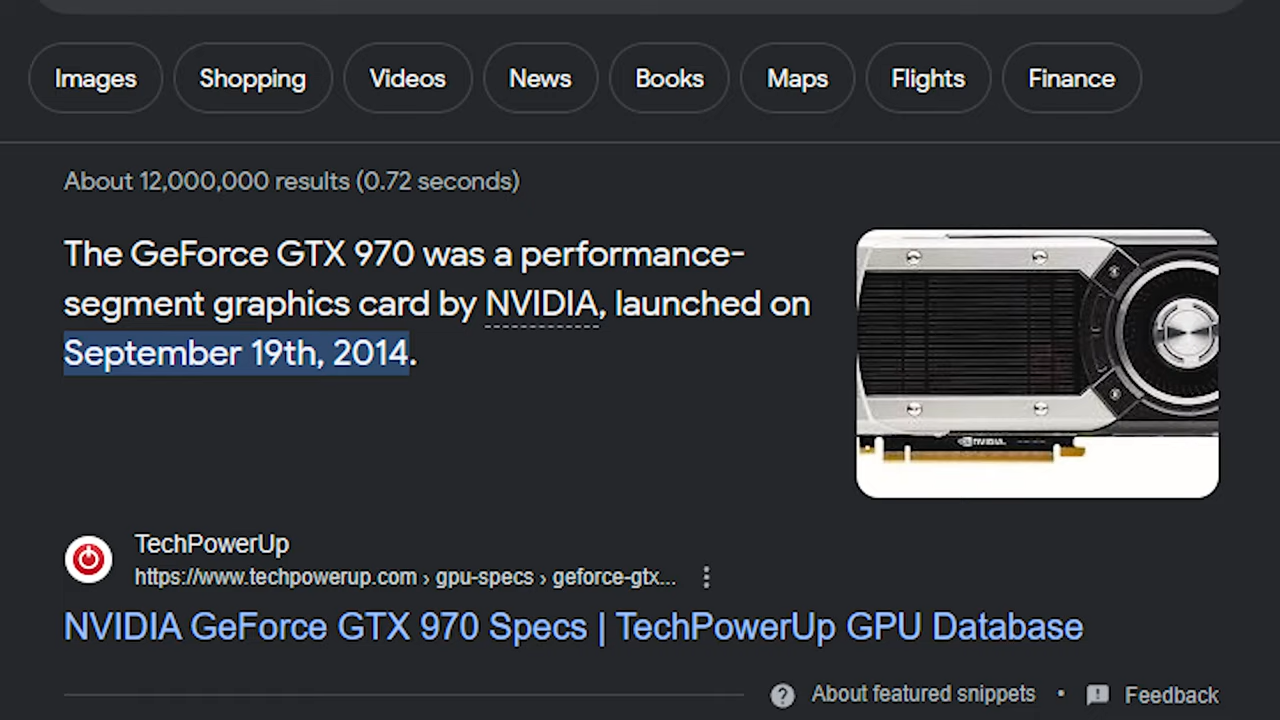 Images Shopping Videos News Books Maps Flights Finance
About 12,000,000 results (0.72 seconds)
The GeForce GTX 970 was a performance-
segment graphics card by NVIDIA, launched on
September 19th, 2014.
NVIDIA.
TechPowerUp
https://www.techpowerup.com › gpu-specs › geforce-gtx...
NVIDIA GeForce GTX 970 Specs | TechPowerUp GPU Database
About featured snippets • Feedback